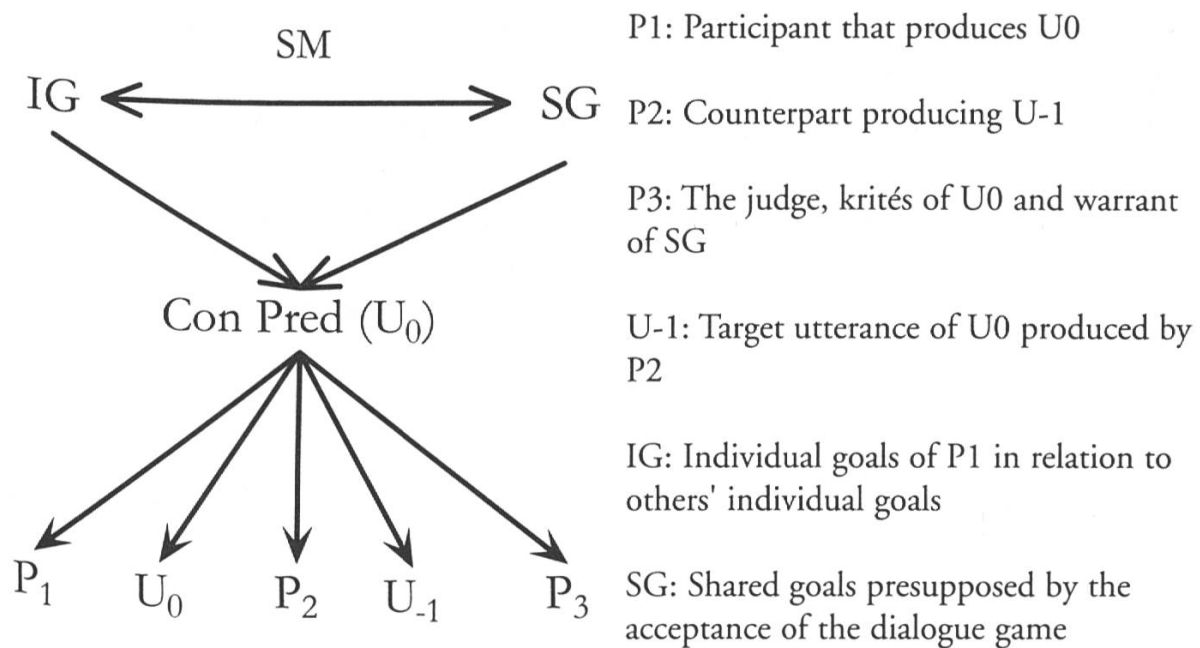 SM
IG
SG
Con Pred (U₀)
P₁
U₀
P₂
U₋₁
P₃
P1: Participant that produces U0
P2: Counterpart producing U-1
P3: The judge, krités of U0 and warrant
of SG
U-1: Target utterance of U0 produced by
P2
IG: Individual goals of P1 in relation to
others' individual goals
SG: Shared goals presupposed by the
acceptance of the dialogue game